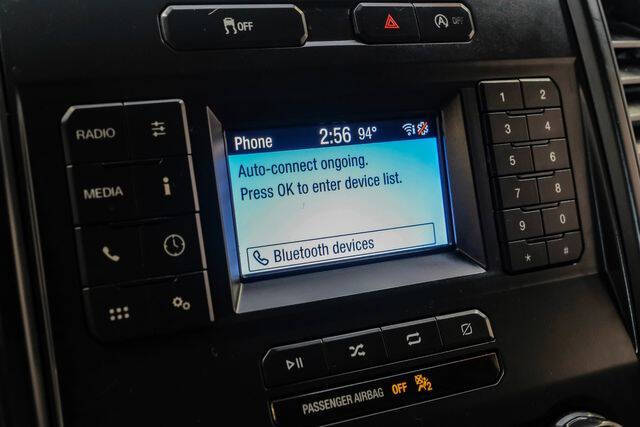 OFF
OFF
RADIO
MEDIA
i
Phone 2:56 94°
Auto-connect ongoing.
Press OK to enter device list.
Bluetooth devices
1 2
3 4
5 6
7 8
9 0
* #
PASSENGER AIRBAG OFF 2